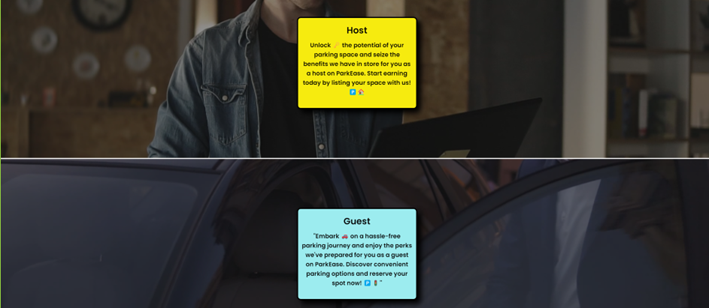 Host
Unlock 🔑 the potential of your
parking space and seize the
benefits we have in store for you as
a host on ParkEase. Start earning
today by listing your space with us!
🅿️ 🏠
Guest
"Embark 🚗 on a hassle-free
parking journey and enjoy the perks
we've prepared for you as a guest
on ParkEase. Discover convenient
parking options and reserve your
spot now! 🅿️ 📱 "